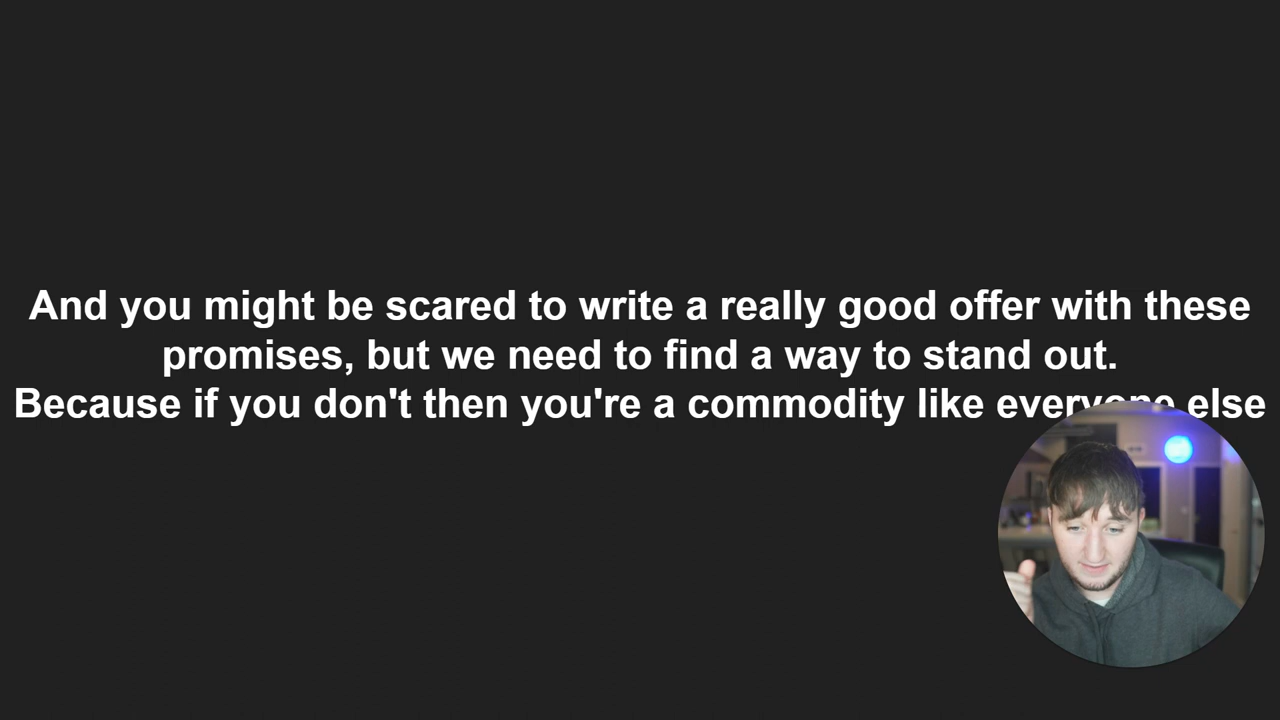 And you might be scared to write a really good offer with these
promises, but we need to find a way to stand out.
Because if you don't then you're a commodity like everyone else